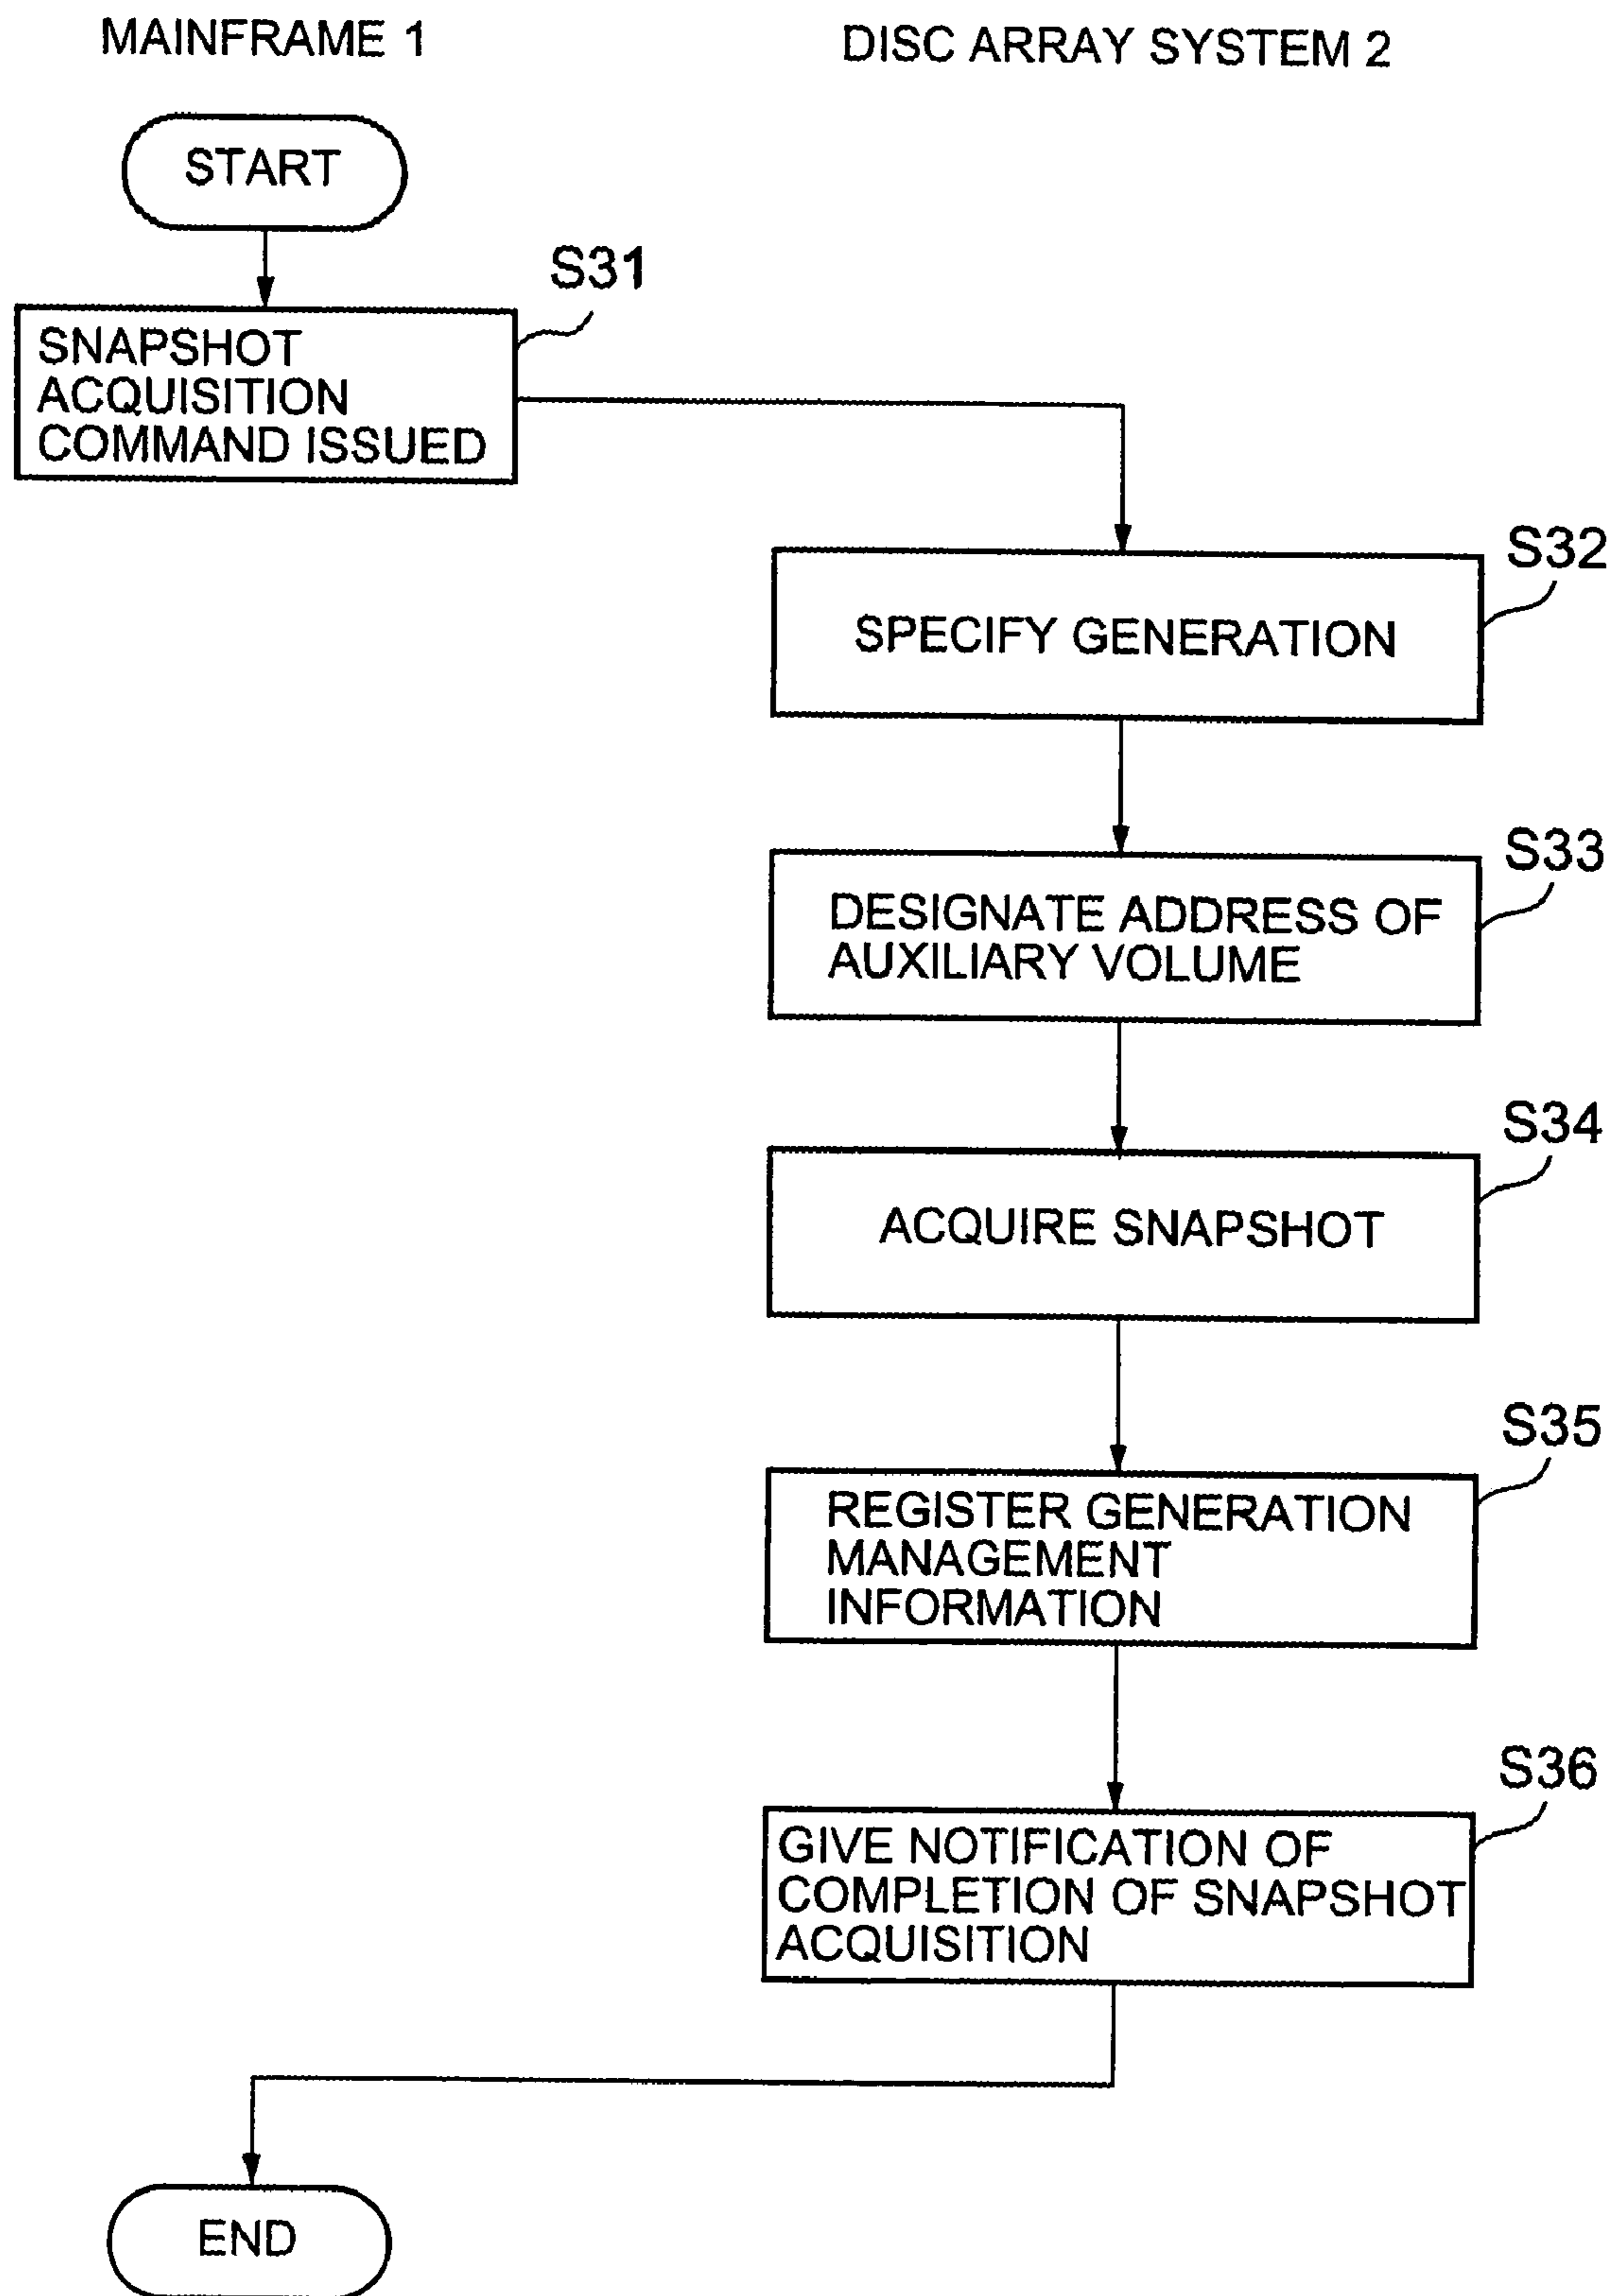 MAINFRAME 1
DISC ARRAY SYSTEM 2
START
S31
SNAPSHOT
ACQUISITION
COMMAND ISSUED
S32
SPECIFY GENERATION
S33
DESIGNATE ADDRESS OF
AUXILIARY VOLUME
S34
ACQUIRE SNAPSHOT
S35
REGISTER GENERATION
MANAGEMENT
INFORMATION
S36
GIVE NOTIFICATION OF
COMPLETION OF SNAPSHOT
ACQUISITION
END